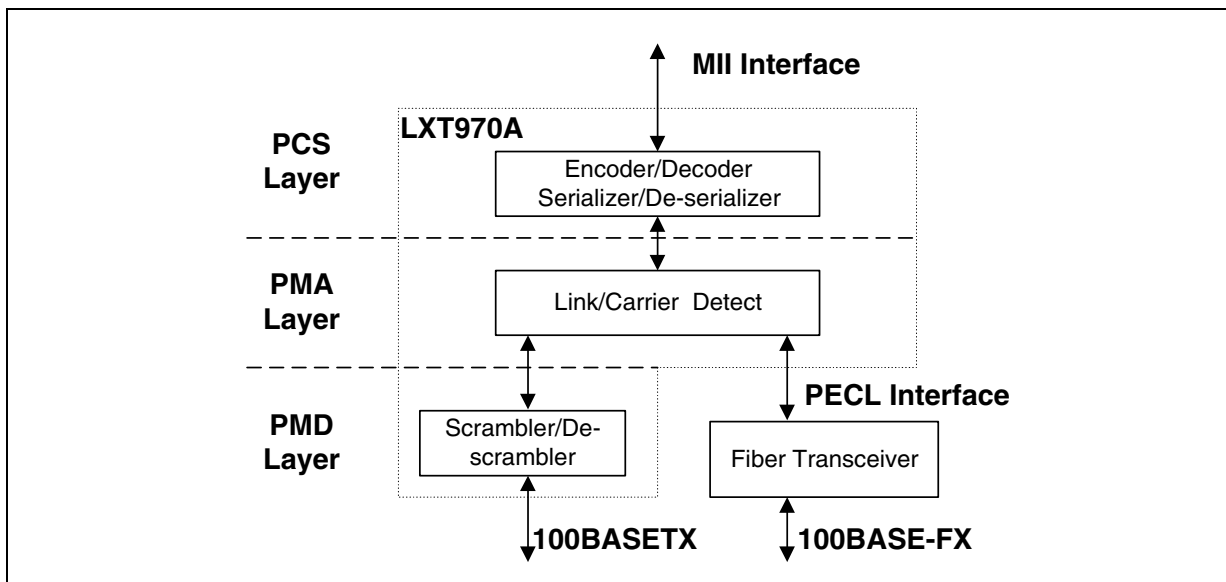 MII Interface
LXT970A
PCS
Layer
Encoder/Decoder
Serializer/De-serializer
PMA
Layer
Link/Carrier Detect
PECL Interface
PMD
Layer
Scrambler/De-
scrambler
Fiber Transceiver
100BASETX
100BASE-FX